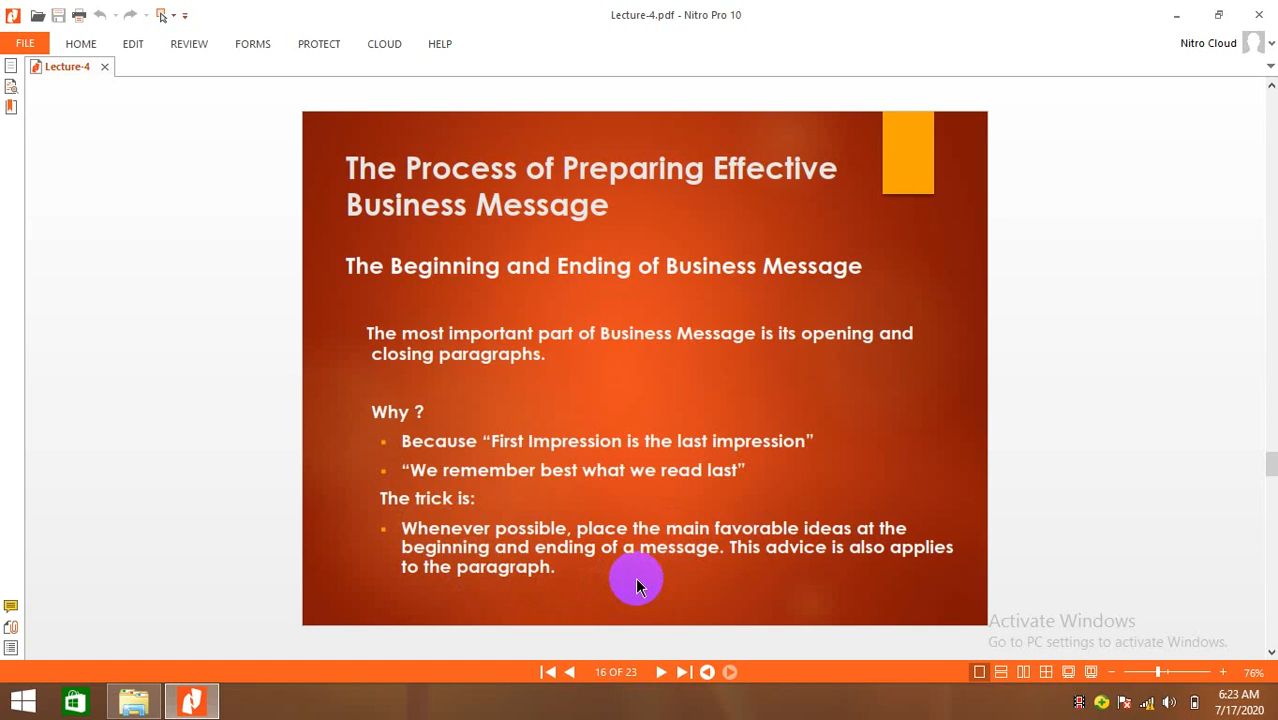 Lecture-4.pdf - Nitro Pro 10
FILE HOME EDIT REVIEW FORMS PROTECT CLOUD HELP
Nitro Cloud
Lecture-4
The Process of Preparing Effective
Business Message
The Beginning and Ending of Business Message
The most important part of Business Message is its opening and
closing paragraphs.
Why ?
▪ Because “First Impression is the last impression”
▪ “We remember best what we read last”
The trick is:
▪ Whenever possible, place the main favorable ideas at the
beginning and ending of a message. This advice is also applies
to the paragraph.
Activate Windows
Go to PC settings to activate Windows.
16 OF 23
76%
6:23 AM
7/17/2020